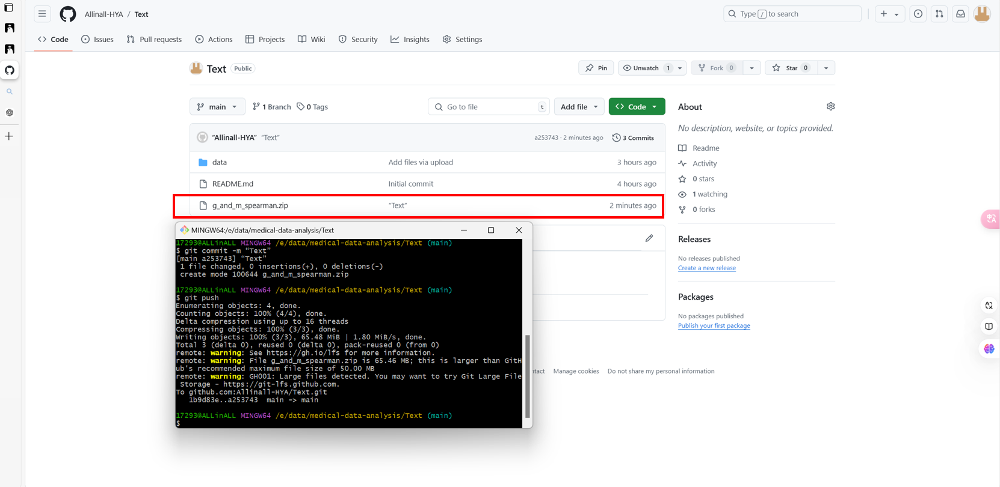 Allinall-HYA / Text
Type / to search
Code
Issues
Pull requests
Actions
Projects
Wiki
Security
Insights
Settings
Text
Public
Pin
Unwatch 1
Fork 0
Star 0
main
1 Branch
0 Tags
Go to file
t
Add file
Code
“Allinall-HYA”
“Text”
a253743 · 2 minutes ago
3 Commits
data
Add files via upload
3 hours ago
README.md
Initial commit
4 hours ago
g_and_m_spearman.zip
“Text”
2 minutes ago
About
No description, website, or topics provided.
Readme
Activity
0 stars
1 watching
0 forks
Releases
No releases published
Create a new release
Packages
No packages published
Publish your first package
MINGW64:/e/data/medical-data-analysis/Text
17293@ALLinALL MINGW64 /e/data/medical-data-analysis/Text (main)
$ git commit -m “Text”
[main a253743] “Text”
1 file changed, 0 insertions(+), 0 deletions(-)
create mode 100644 g_and_m_spearman.zip
17293@ALLinALL MINGW64 /e/data/medical-data-analysis/Text (main)
$ git push
Enumerating objects: 4, done.
Counting objects: 100% (4/4), done.
Delta compression using up to 16 threads
Compressing objects: 100% (3/3), done.
Writing objects: 100% (3/3), 65.48 MiB | 1.80 MiB/s, done.
Total 3 (delta 0), reused 0 (delta 0), pack-reused 0 (from 0)
remote: warning: See https://gh.io/lfs for more information.
remote: warning: File g_and_m_spearman.zip is 65.46 MB; this is larger than GitH
ub's recommended maximum file size of 50.00 MB
remote: warning: GH001: Large files detected. You may want to try Git Large File
Storage - https://git-lfs.github.com.
To github.com:Allinall-HYA/Text.git
1b9d83e..a253743  main -> main
17293@ALLinALL MINGW64 /e/data/medical-data-analysis/Text (main)
$
ntact
Manage cookies
Do not share my personal information